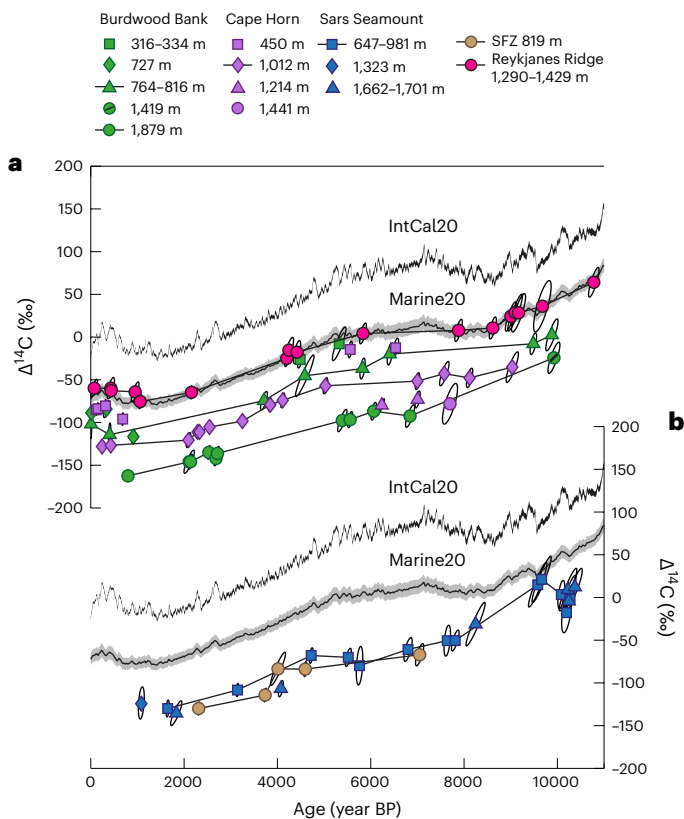 Burdwood Bank
316–334 m
727 m
764–816 m
1,419 m
1,879 m
Cape Horn
450 m
1,012 m
1,214 m
1,441 m
Sars Seamount
647–981 m
1,323 m
1,662–1,701 m
SFZ 819 m
Reykjanes Ridge
1,290–1,429 m
a
200
150
100
50
0
−50
−100
−150
−200
Δ¹⁴C (‰)
IntCal20
Marine20
b
200
150
100
50
0
−50
−100
−150
−200
Δ¹⁴C (‰)
IntCal20
Marine20
0
2000
4000
6000
8000
10000
Age (year BP)